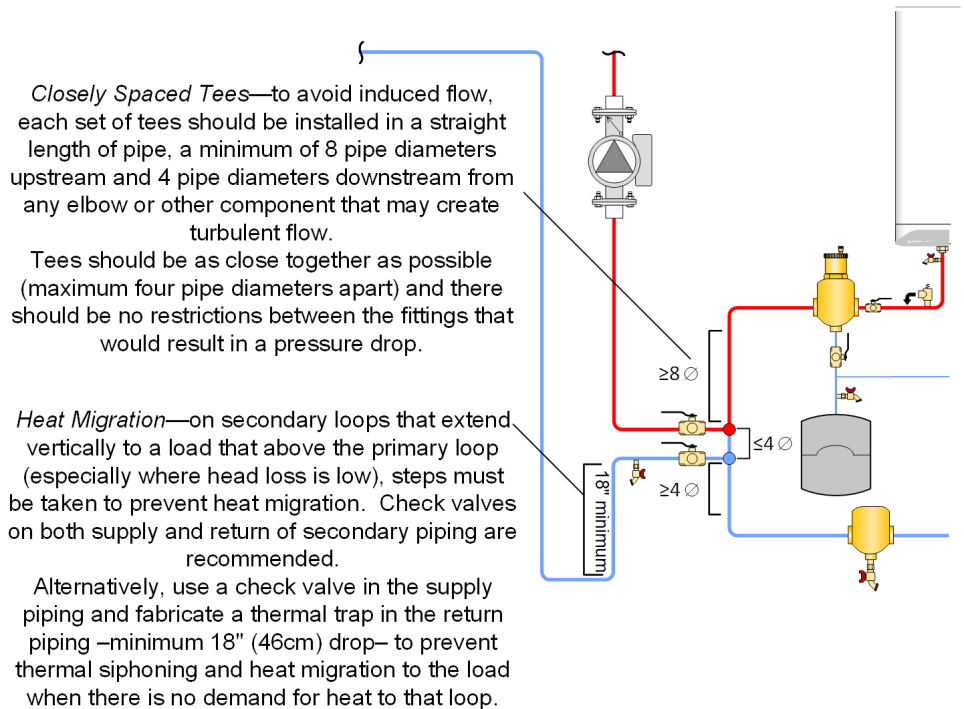 Closely Spaced Tees—to avoid induced flow,
each set of tees should be installed in a straight
length of pipe, a minimum of 8 pipe diameters
upstream and 4 pipe diameters downstream from
any elbow or other component that may create
turbulent flow.
Tees should be as close together as possible
(maximum four pipe diameters apart) and there
should be no restrictions between the fittings that
would result in a pressure drop.
Heat Migration—on secondary loops that extend
vertically to a load that above the primary loop
(especially where head loss is low), steps must
be taken to prevent heat migration.  Check valves
on both supply and return of secondary piping are
recommended.
Alternatively, use a check valve in the supply
piping and fabricate a thermal trap in the return
piping –minimum 18" (46cm) drop– to prevent
thermal siphoning and heat migration to the load
when there is no demand for heat to that loop.
≥8 ∅
≤4 ∅
≥4 ∅
18" minimum